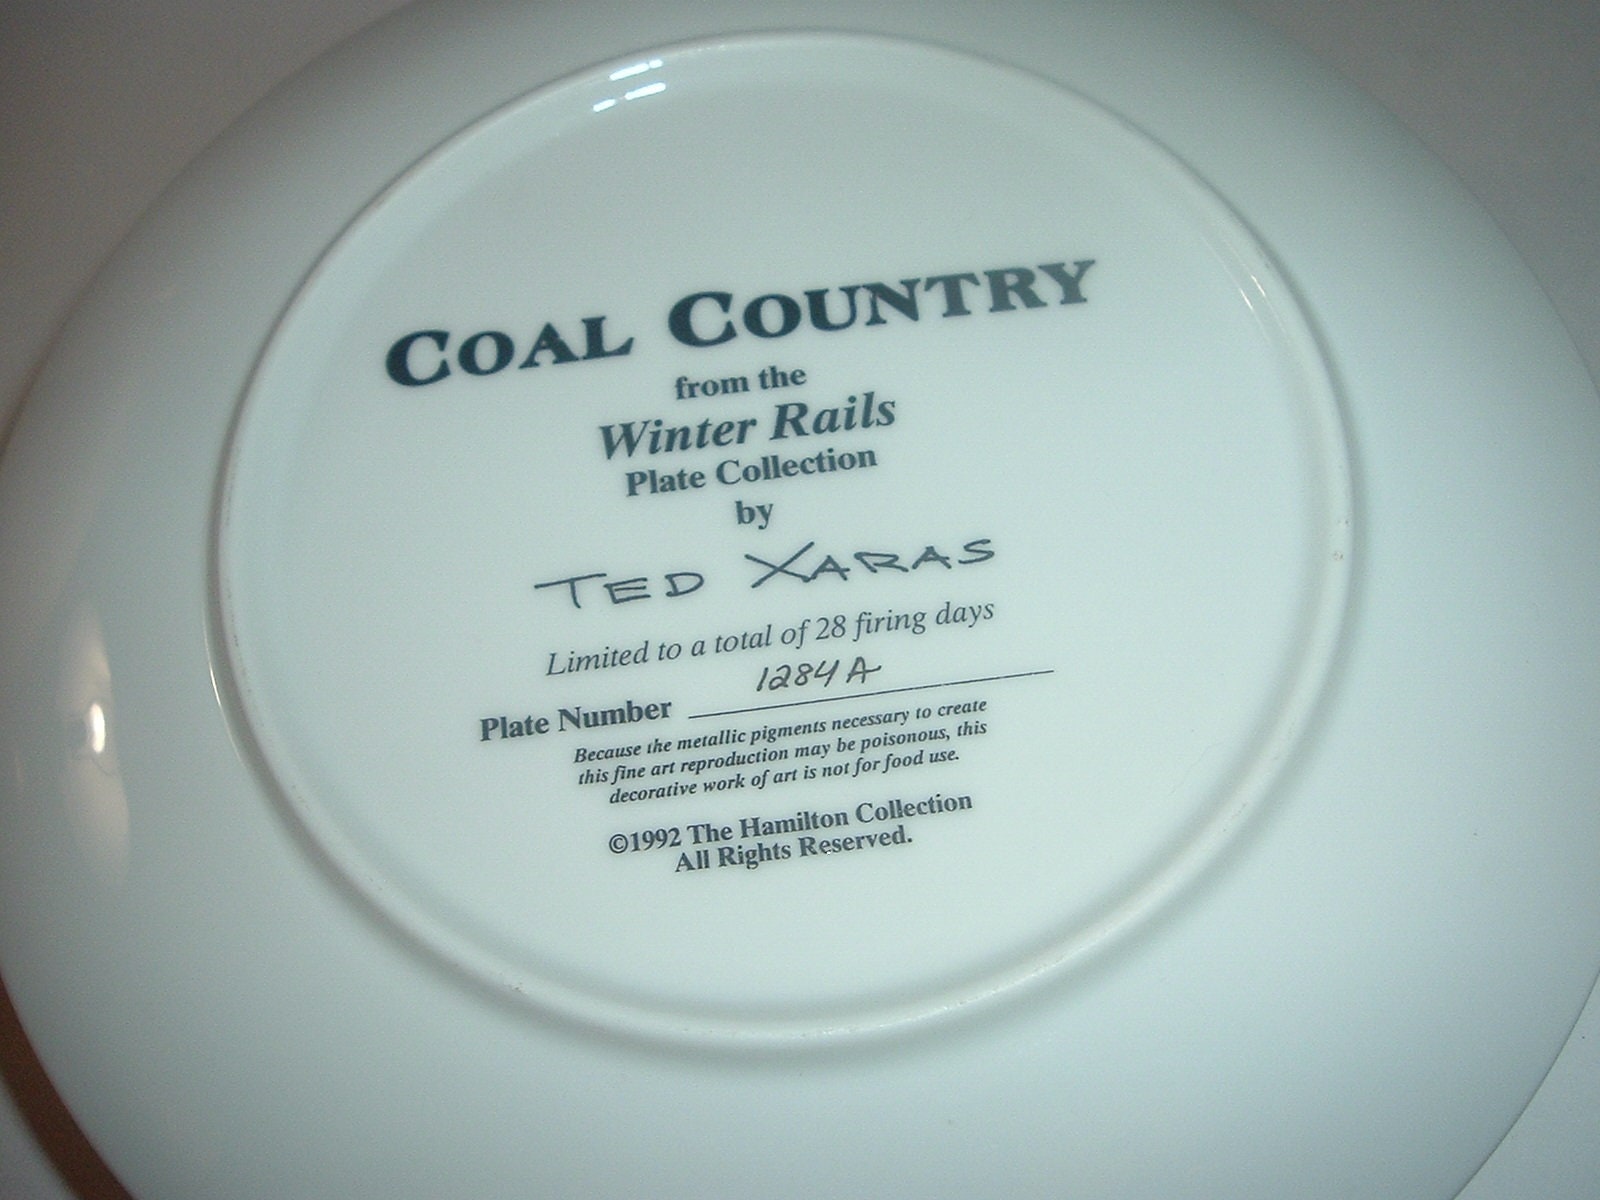 COAL COUNTRY
from the
Winter Rails
Plate Collection
by
TED XARAS
Limited to a total of 28 firing days
Plate Number 1284A
Because the metallic pigments necessary to create
this fine art reproduction may be poisonous, this
decorative work of art is not for food use.
©1992 The Hamilton Collection
All Rights Reserved.